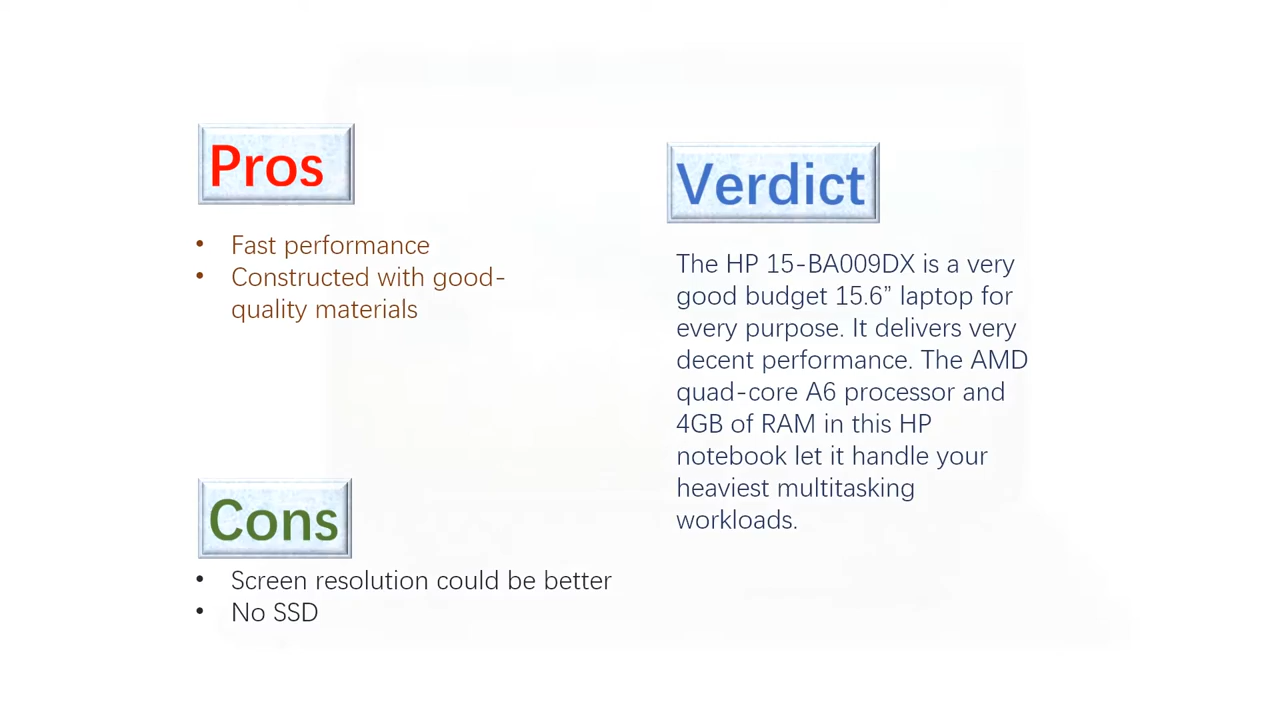 Pros
• Fast performance
• Constructed with good-
quality materials
Cons
• Screen resolution could be better
• No SSD
Verdict
The HP 15-BA009DX is a very
good budget 15.6” laptop for
every purpose. It delivers very
decent performance. The AMD
quad-core A6 processor and
4GB of RAM in this HP
notebook let it handle your
heaviest multitasking
workloads.